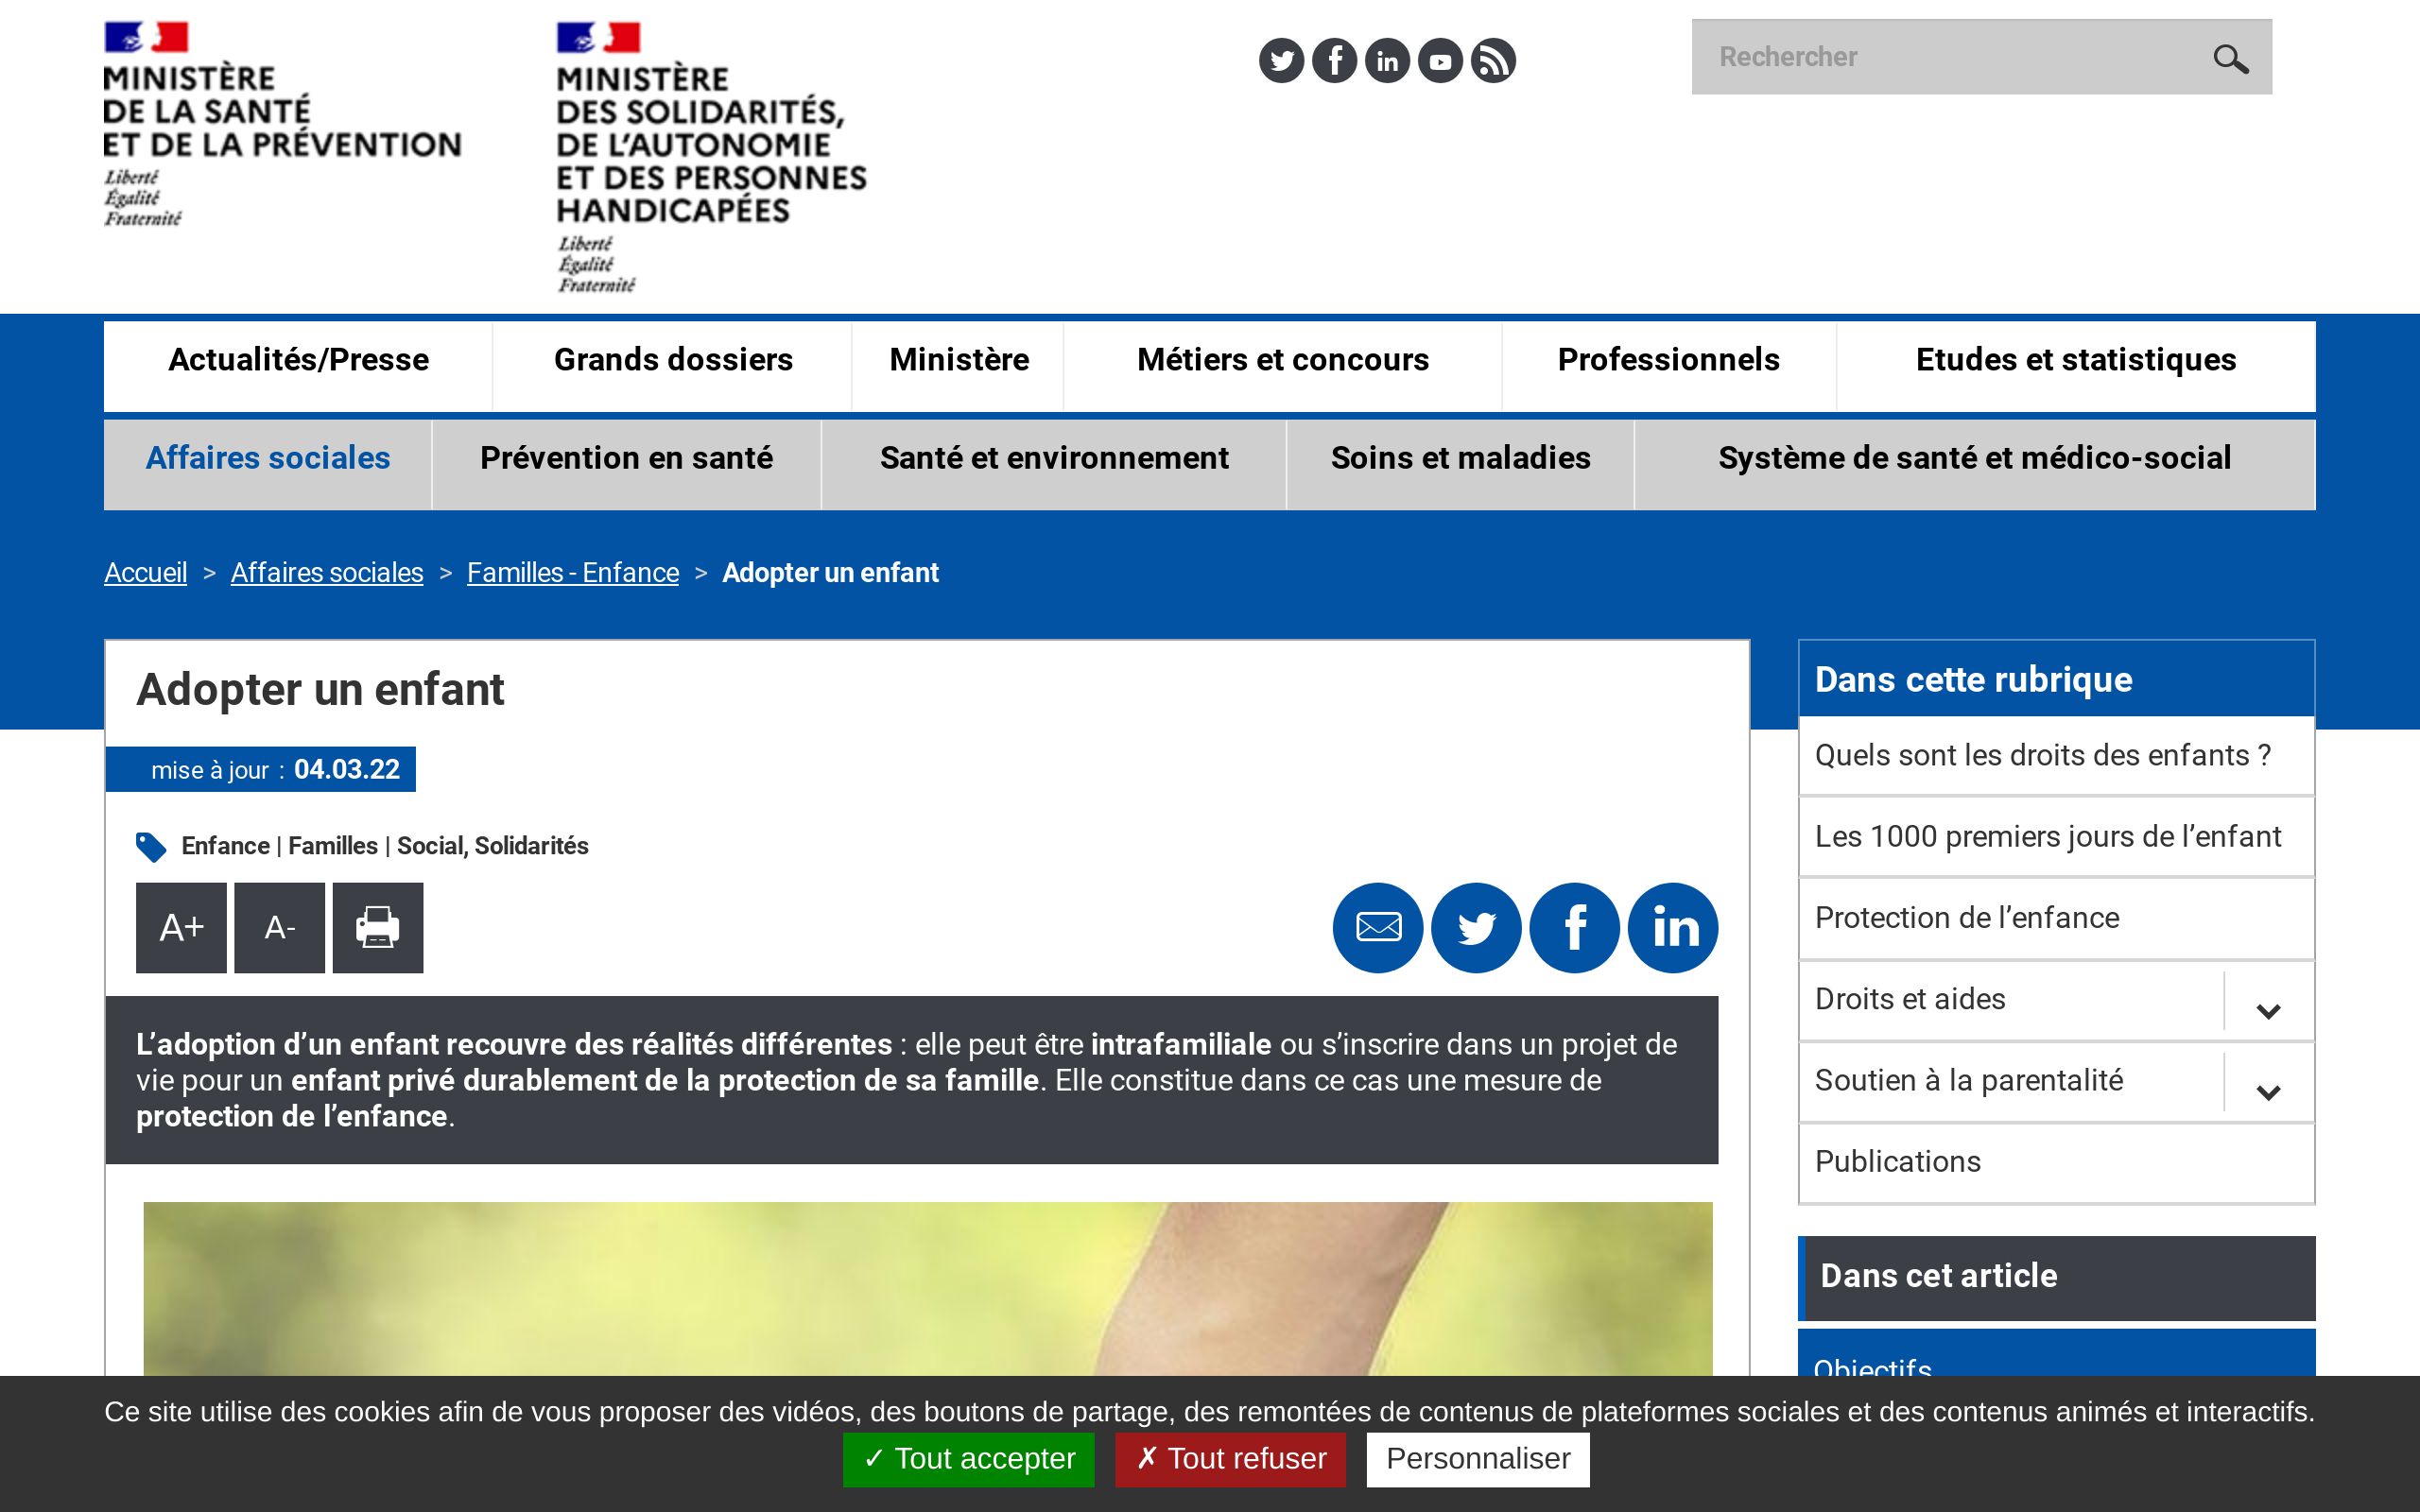 MINISTÈRE
DE LA SANTÉ
ET DE LA PRÉVENTION
Liberté
Égalité
Fraternité
MINISTÈRE
DES SOLIDARITÉS,
DE L’AUTONOMIE
ET DES PERSONNES
HANDICAPÉES
Liberté
Égalité
Fraternité
Rechercher
Actualités/Presse
Grands dossiers
Ministère
Métiers et concours
Professionnels
Etudes et statistiques
Affaires sociales
Prévention en santé
Santé et environnement
Soins et maladies
Système de santé et médico-social
Accueil > Affaires sociales > Familles - Enfance > Adopter un enfant
Adopter un enfant
mise à jour : 04.03.22
Enfance | Familles | Social, Solidarités
A+
A-
L’adoption d’un enfant recouvre des réalités différentes : elle peut être intrafamiliale ou s’inscrire dans un projet de
vie pour un enfant privé durablement de la protection de sa famille. Elle constitue dans ce cas une mesure de
protection de l’enfance.
Dans cette rubrique
Quels sont les droits des enfants ?
Les 1000 premiers jours de l’enfant
Protection de l’enfance
Droits et aides
Soutien à la parentalité
Publications
Dans cet article
Objectifs
Ce site utilise des cookies afin de vous proposer des vidéos, des boutons de partage, des remontées de contenus de plateformes sociales et des contenus animés et interactifs.
✓ Tout accepter
✗ Tout refuser
Personnaliser